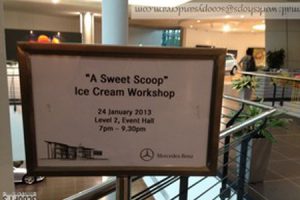 "A Sweet Scoop"
Ice Cream Workshop
24 January 2013
Level 2, Event Hall
7pm – 9.30pm
Mercedes-Benz